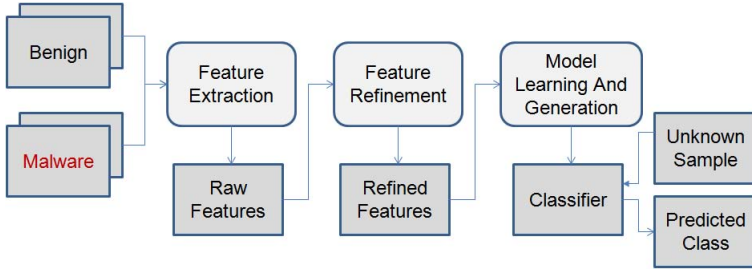 Benign
Malware
Feature
Extraction
Raw
Features
Feature
Refinement
Refined
Features
Model
Learning And
Generation
Classifier
Unknown
Sample
Predicted
Class